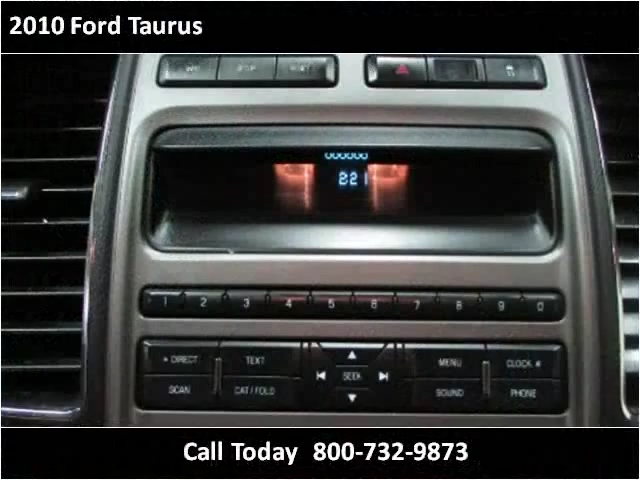 2010 Ford Taurus
RESET
221
1 2 3 4 5 6 7 8 9 0
DIRECT TEXT MENU CLOCK
SEEK
SCAN CAT/FOLD SOUND PHONE
Call Today 800-732-9873